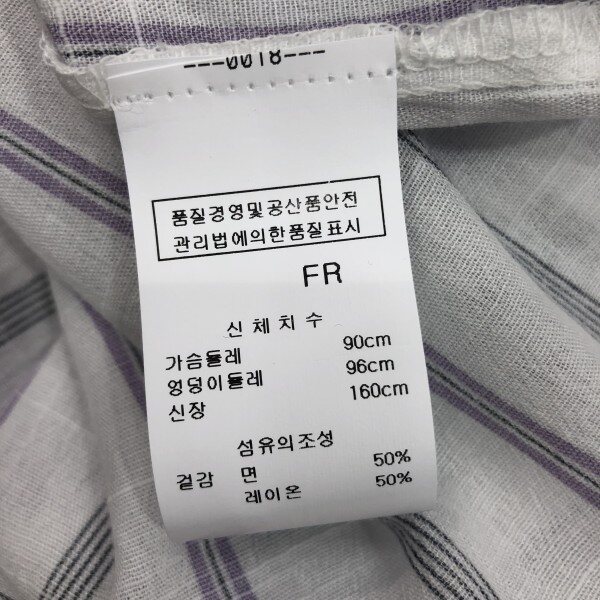 ---0018---
품질경영및공산품안전
관리법에의한품질표시
FR
신체치수
가슴둘레 90cm
엉덩이둘레 96cm
신장 160cm
섬유의조성
겉감 면 50%
레이온 50%